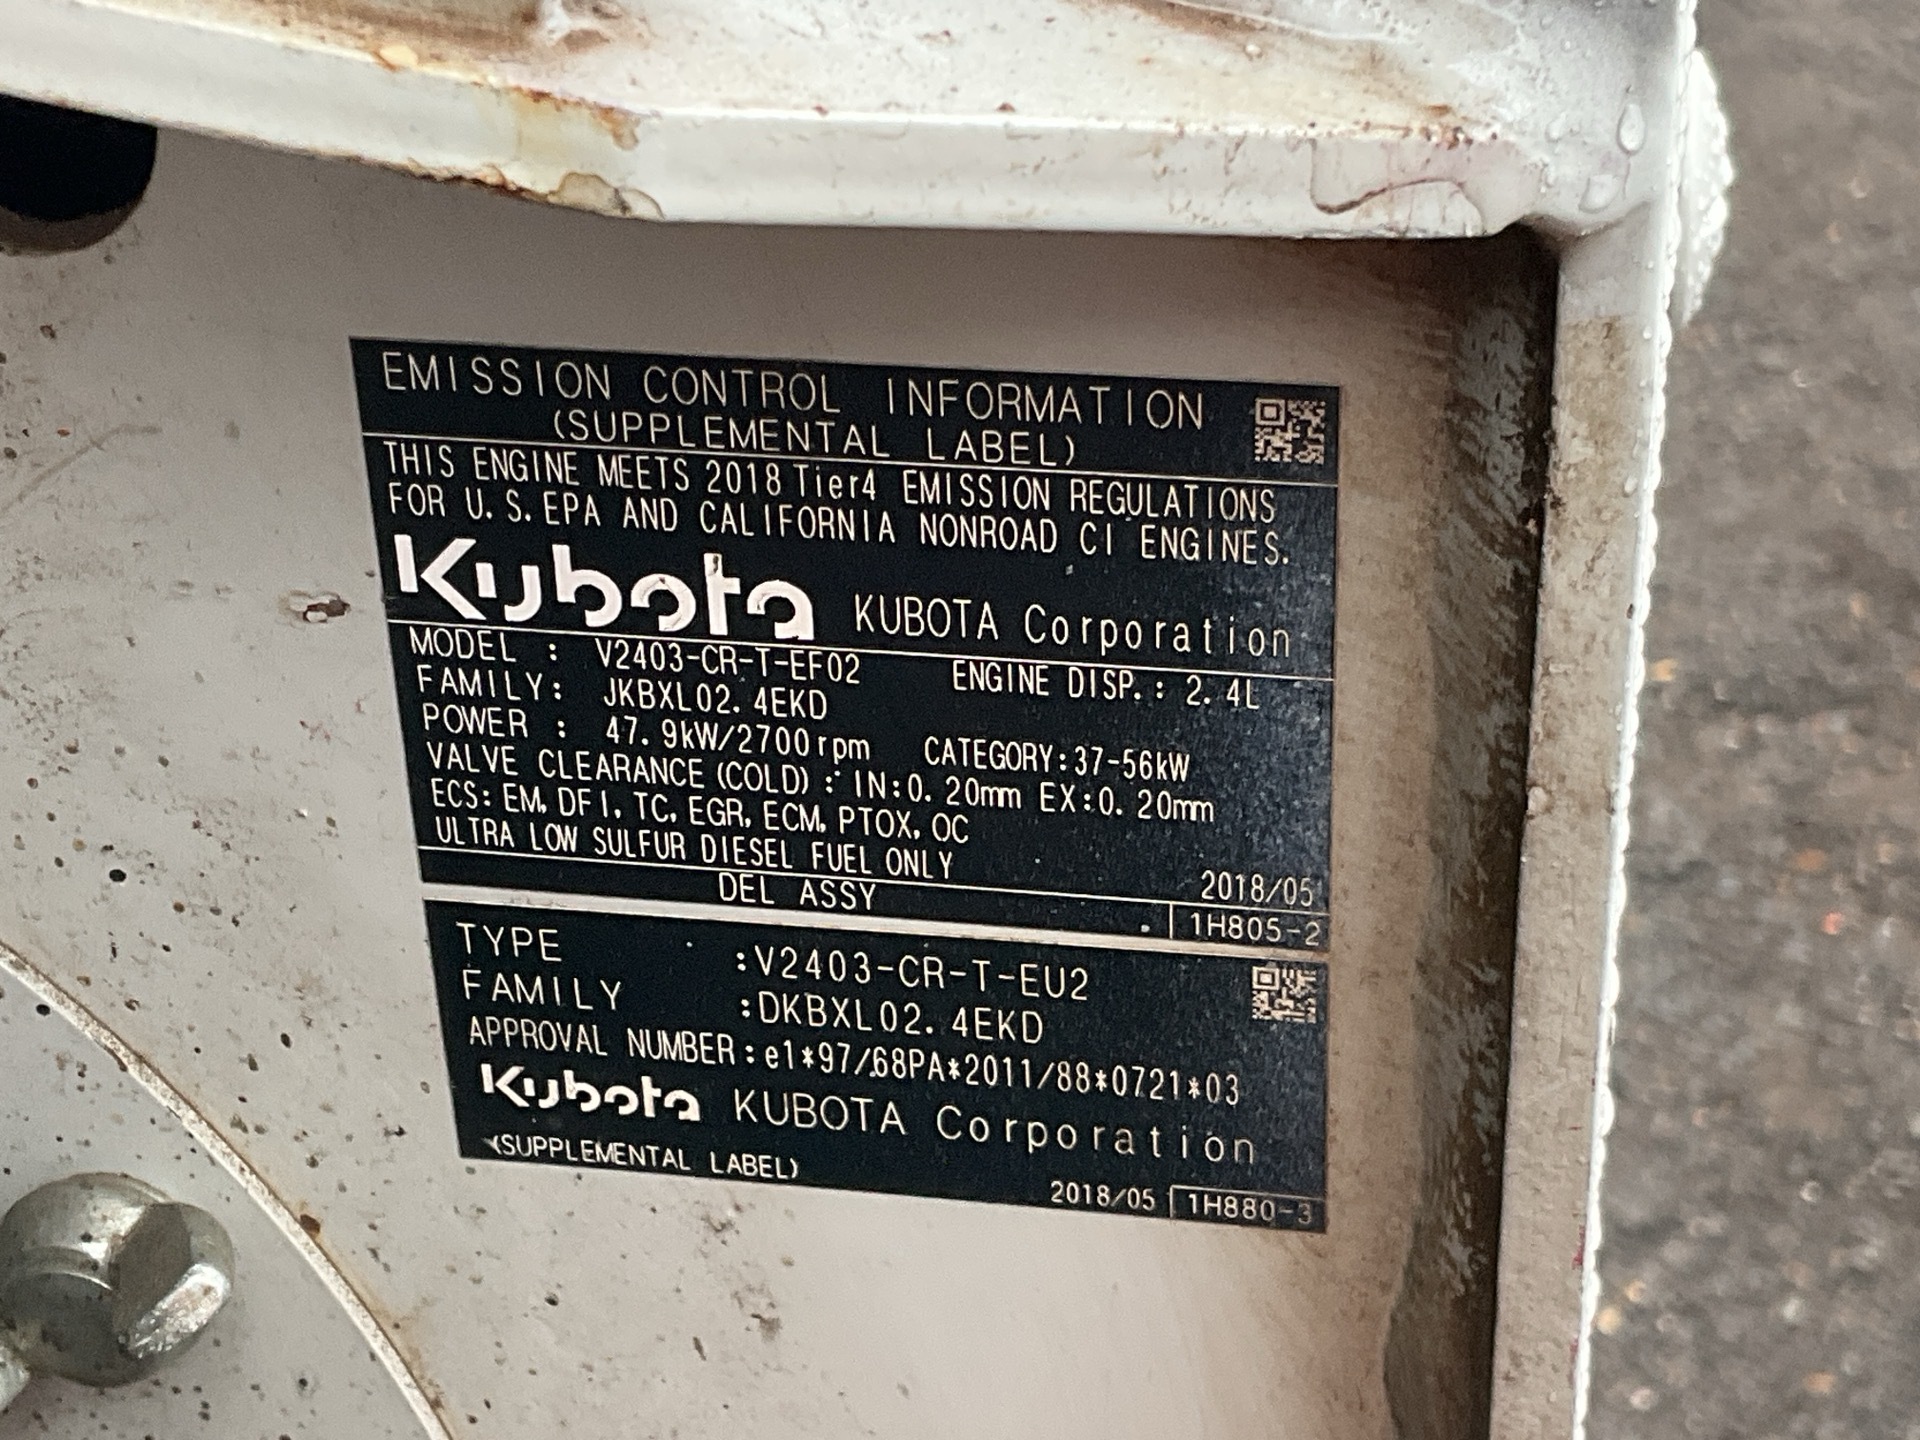 EMISSION CONTROL INFORMATION
(SUPPLEMENTAL LABEL)
THIS ENGINE MEETS 2018 Tier4 EMISSION REGULATIONS
FOR U.S.EPA AND CALIFORNIA NONROAD CI ENGINES.
Kubota KUBOTA Corporation
MODEL : V2403-CR-T-EF02 ENGINE DISP.: 2.4L
FAMILY: JKBXL02.4EKD
POWER : 47.9kW/2700rpm CATEGORY:37-56kW
VALVE CLEARANCE (COLD) : IN:0.20mm EX:0.20mm
ECS: EM, DFI, TC, EGR, ECM, PTOX, OC
ULTRA LOW SULFUR DIESEL FUEL ONLY
2018/05
DEL ASSY 1H805-2
TYPE :V2403-CR-T-EU2
FAMILY :DKBXL02.4EKD
APPROVAL NUMBER:e1*97/68PA*2011/88*0721*03
Kubota KUBOTA Corporation
(SUPPLEMENTAL LABEL)
2018/05 1H880-3